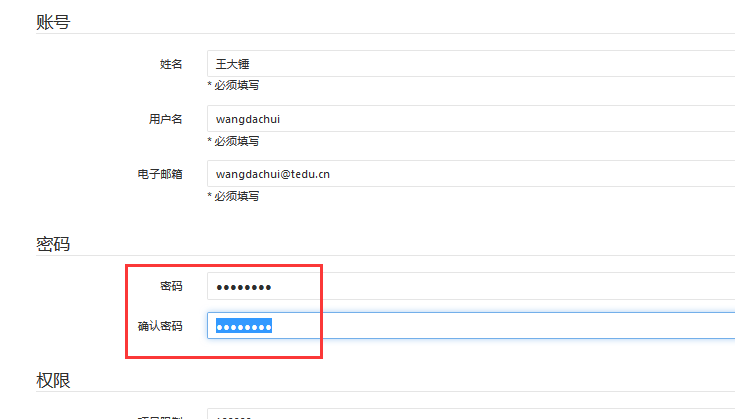 账号
姓名 王大锤
* 必须填写
用户名 wangdachui
* 必须填写
电子邮箱 wangdachui@tedu.cn
* 必须填写
密码
密码 ●●●●●●●●
确认密码 ●●●●●●●●
权限